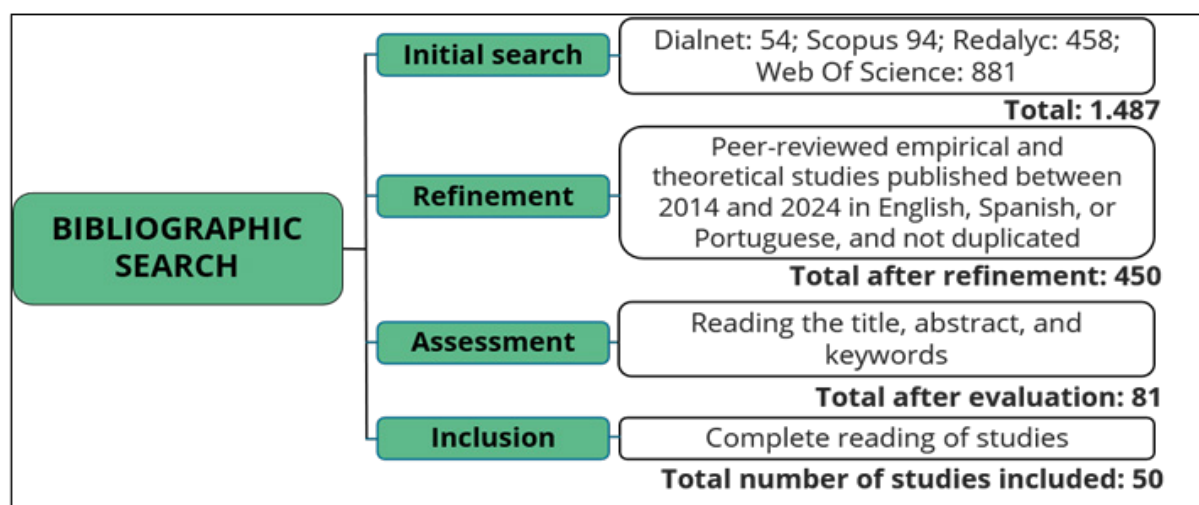 BIBLIOGRAPHIC
SEARCH
Initial search
Dialnet: 54; Scopus 94; Redalyc: 458;
Web Of Science: 881
Total: 1.487
Refinement
Peer-reviewed empirical and
theoretical studies published between
2014 and 2024 in English, Spanish, or
Portuguese, and not duplicated
Total after refinement: 450
Assessment
Reading the title, abstract, and
keywords
Total after evaluation: 81
Inclusion
Complete reading of studies
Total number of studies included: 50